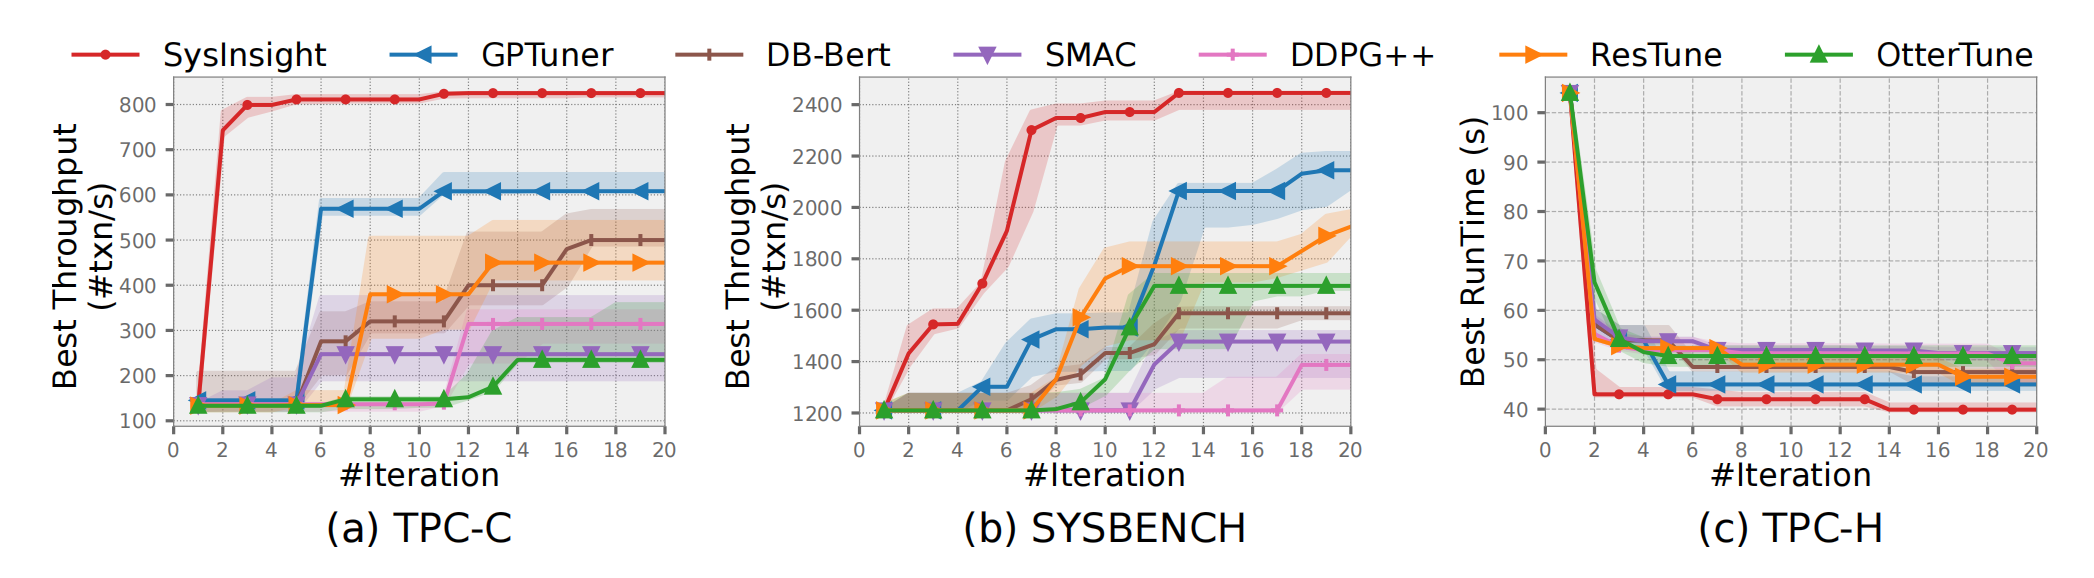 SysInsight GPTuner DB-Bert SMAC DDPG++ ResTune OtterTune
Best Throughput
(#txn/s)
800
700
600
500
400
300
200
100
0 2 4 6 8 10 12 14 16 18 20
#Iteration
(a) TPC-C
Best Throughput
(#txn/s)
2400
2200
2000
1800
1600
1400
1200
0 2 4 6 8 10 12 14 16 18 20
#Iteration
(b) SYSBENCH
Best RunTime (s)
100
90
80
70
60
50
40
0 2 4 6 8 10 12 14 16 18 20
#Iteration
(c) TPC-H